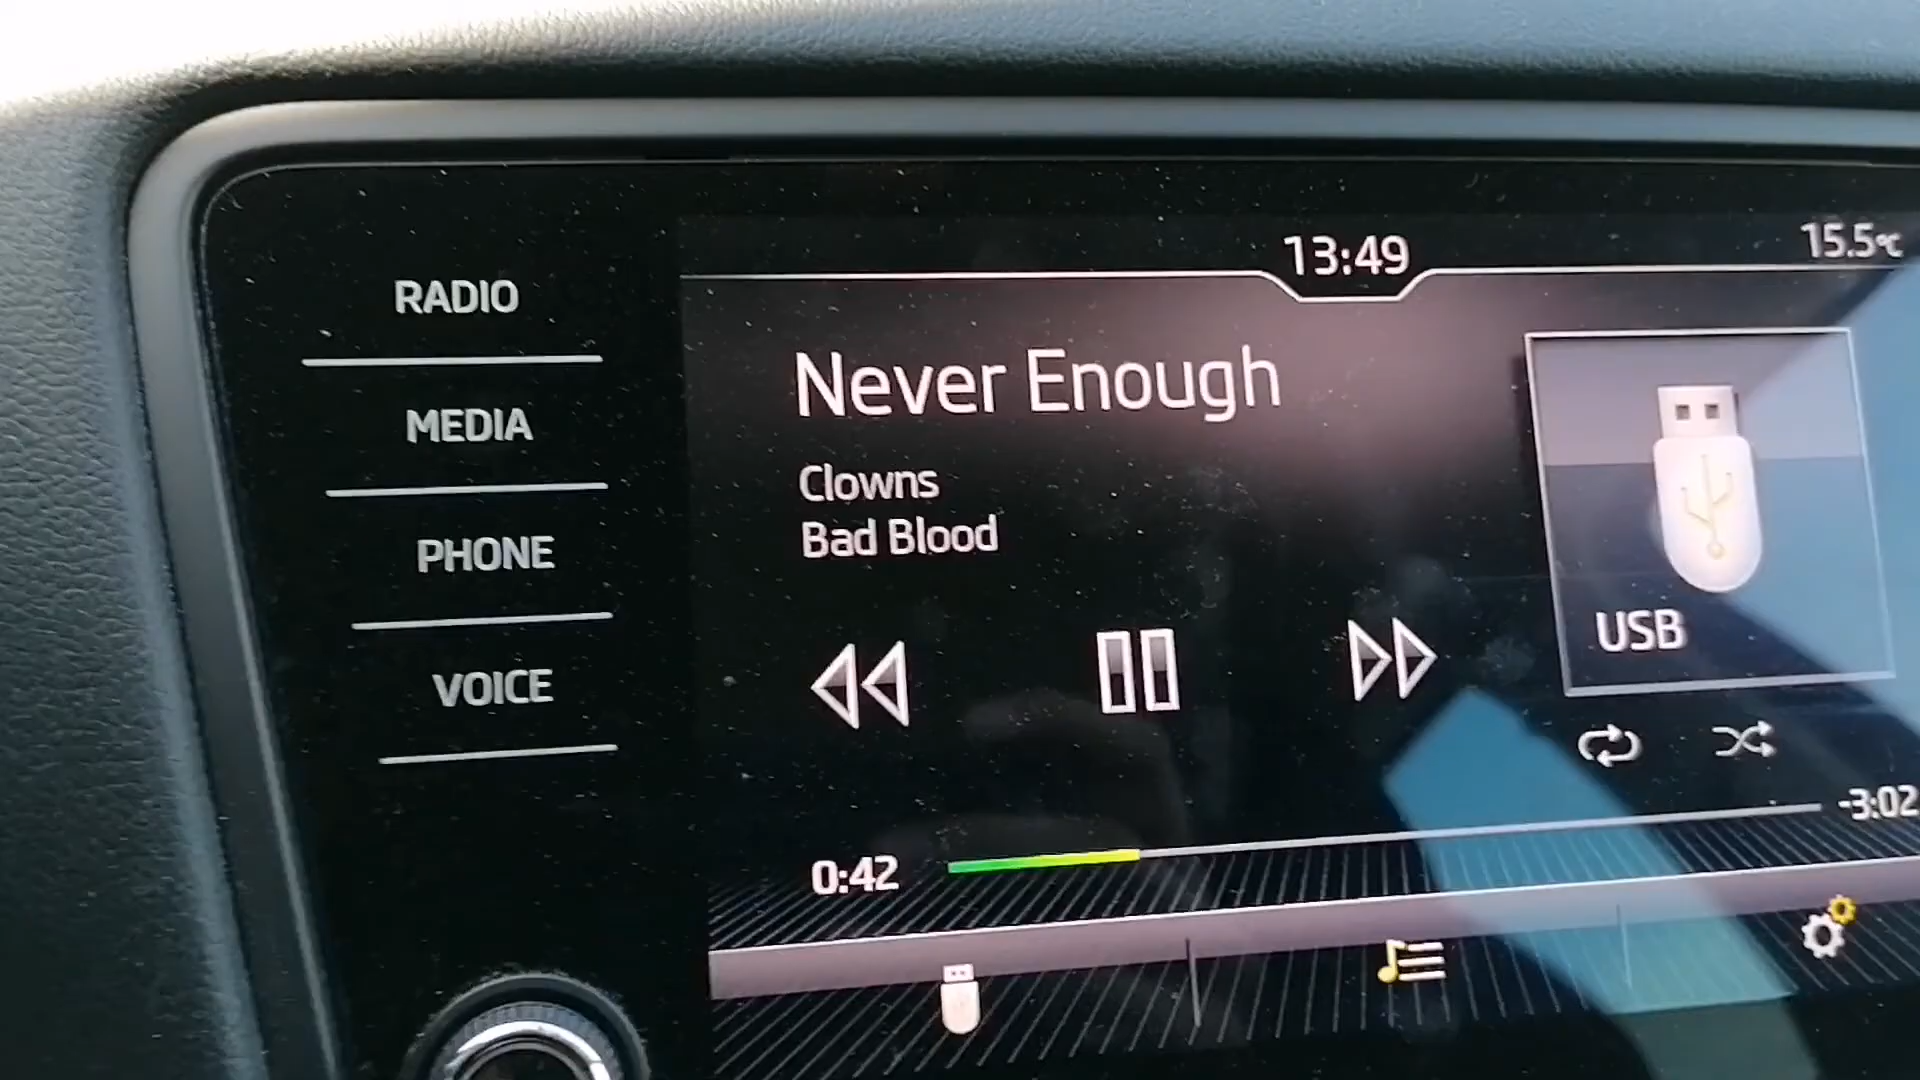 13:49
15.5°C
RADIO
MEDIA
PHONE
VOICE
Never Enough
Clowns
Bad Blood
USB
0:42
-3:02